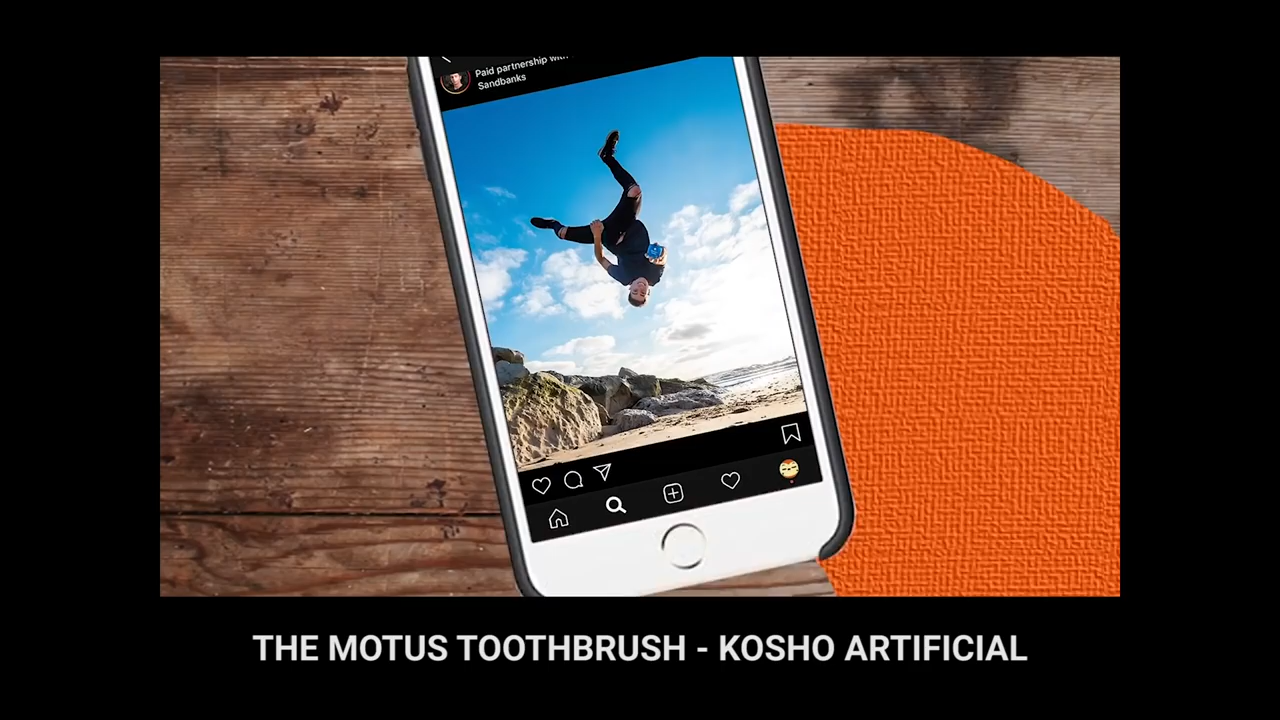 Paid partnership with
Sandbanks
THE MOTUS TOOTHBRUSH - KOSHO ARTIFICIAL